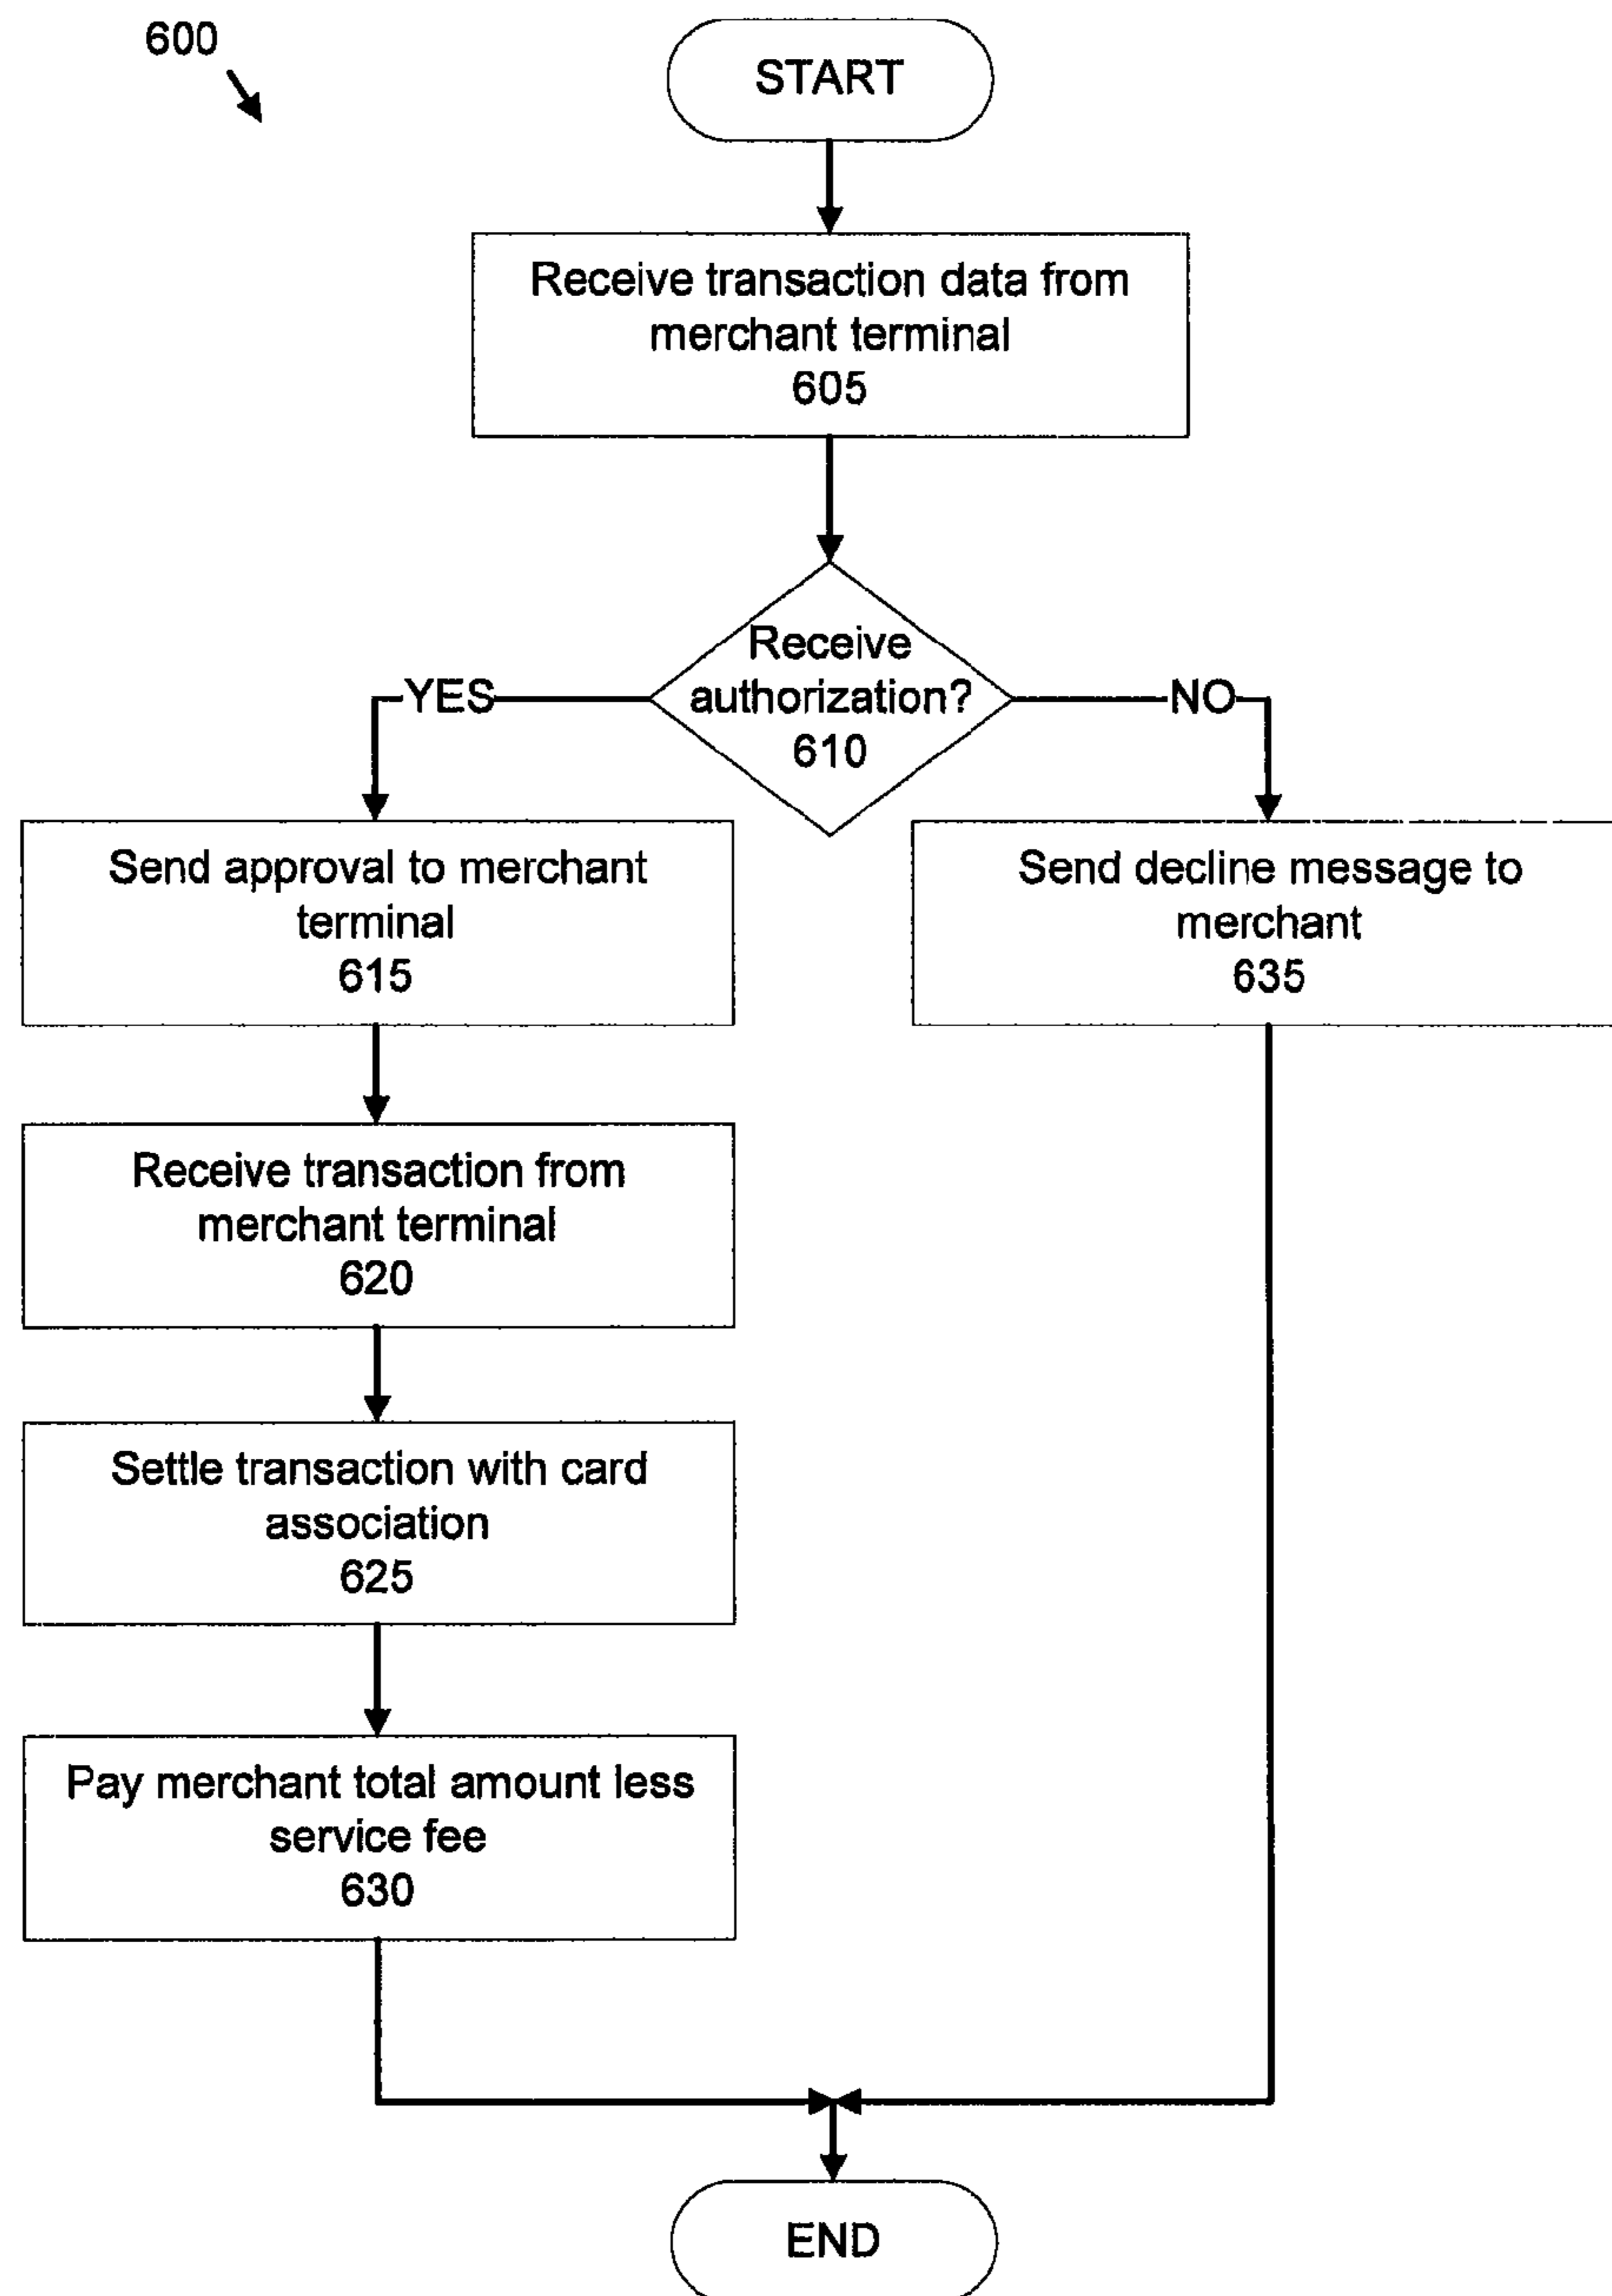 600
START
Receive transaction data from
merchant terminal
605
Receive
authorization?
610
YES
NO
Send approval to merchant
terminal
615
Send decline message to
merchant
635
Receive transaction from
merchant terminal
620
Settle transaction with card
association
625
Pay merchant total amount less
service fee
630
END